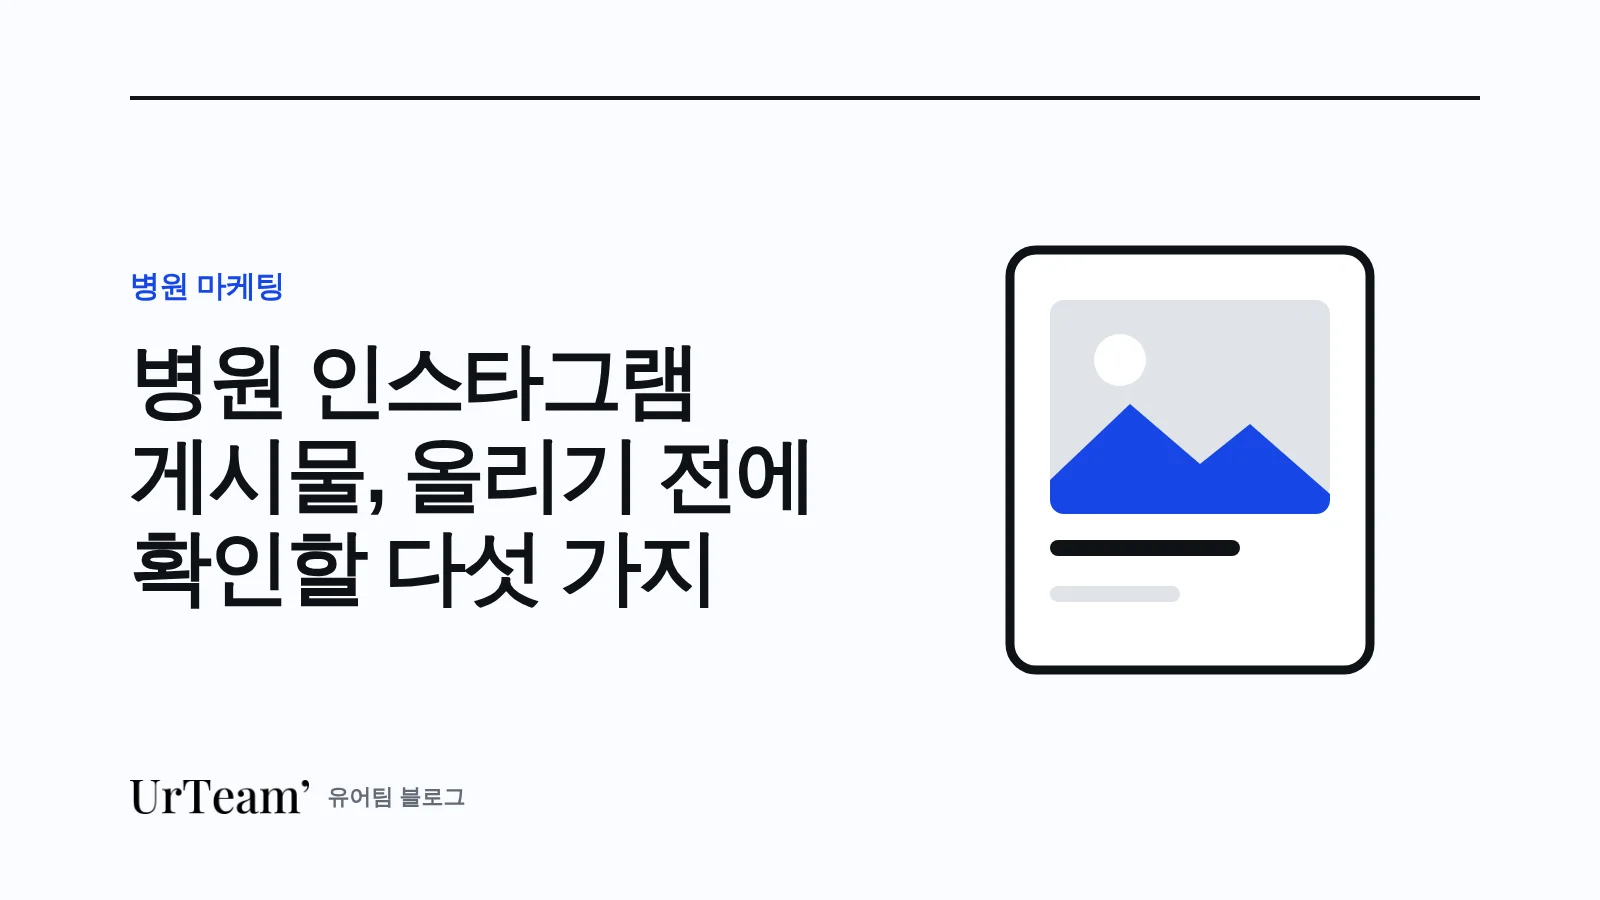 병원 마케팅
병원 인스타그램
게시물, 올리기 전에
확인할 다섯 가지
UrTeam’ 유어팀 블로그